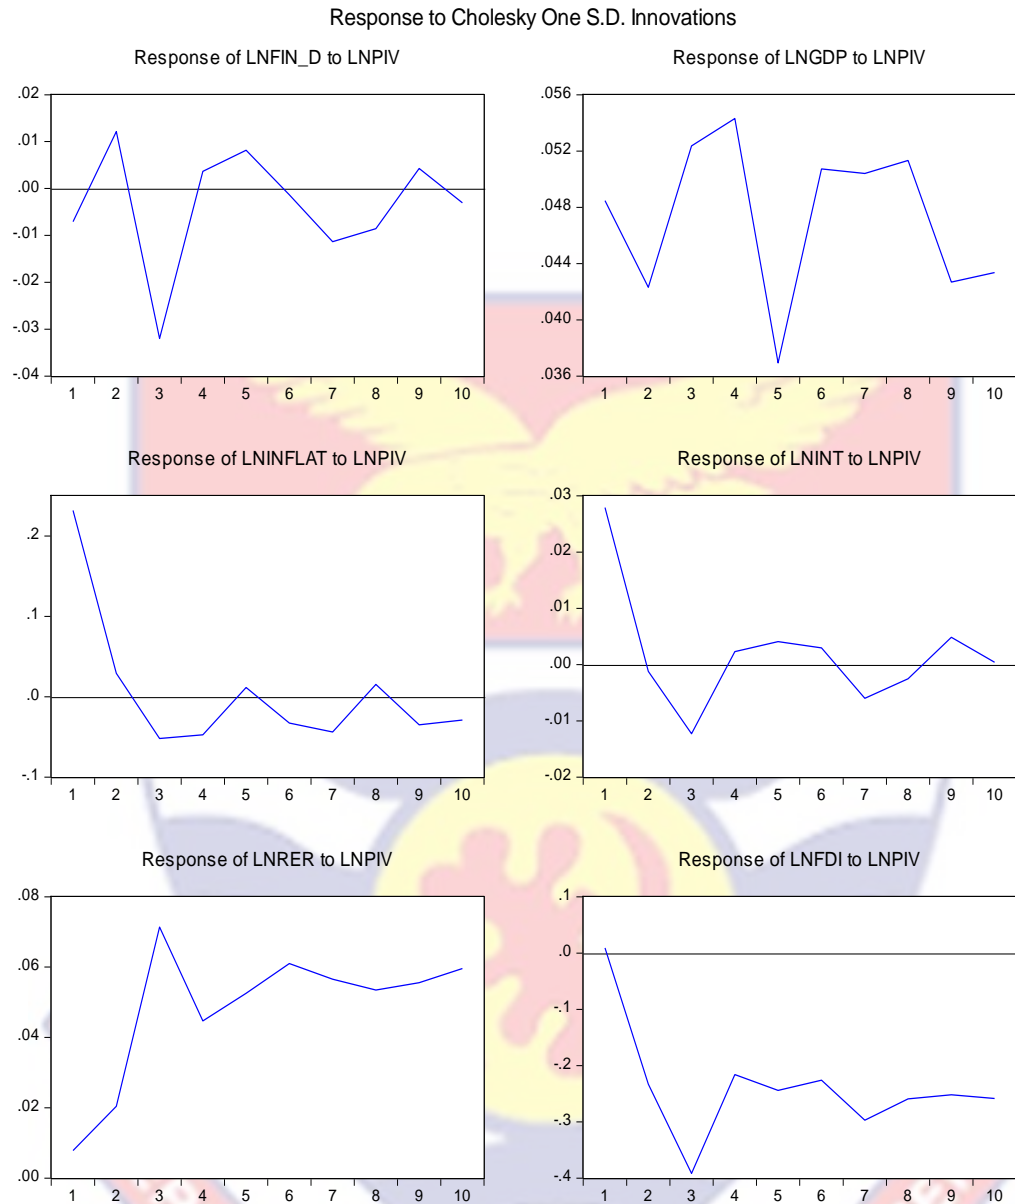 Response to Cholesky One S.D. Innovations
Response of LNFIN_D to LNPIV
.02
.01
.00
-.01
-.02
-.03
-.04
1 2 3 4 5 6 7 8 9 10
Response of LNGDP to LNPIV
.056
.052
.048
.044
.040
.036
1 2 3 4 5 6 7 8 9 10
Response of LNINFLAT to LNPIV
.2
.1
.0
-.1
1 2 3 4 5 6 7 8 9 10
Response of LNINT to LNPIV
.03
.02
.01
.00
-.01
-.02
1 2 3 4 5 6 7 8 9 10
Response of LNRER to LNPIV
.08
.06
.04
.02
.00
1 2 3 4 5 6 7 8 9 10
Response of LNFDI to LNPIV
.1
.0
-.1
-.2
-.3
-.4
1 2 3 4 5 6 7 8 9 10